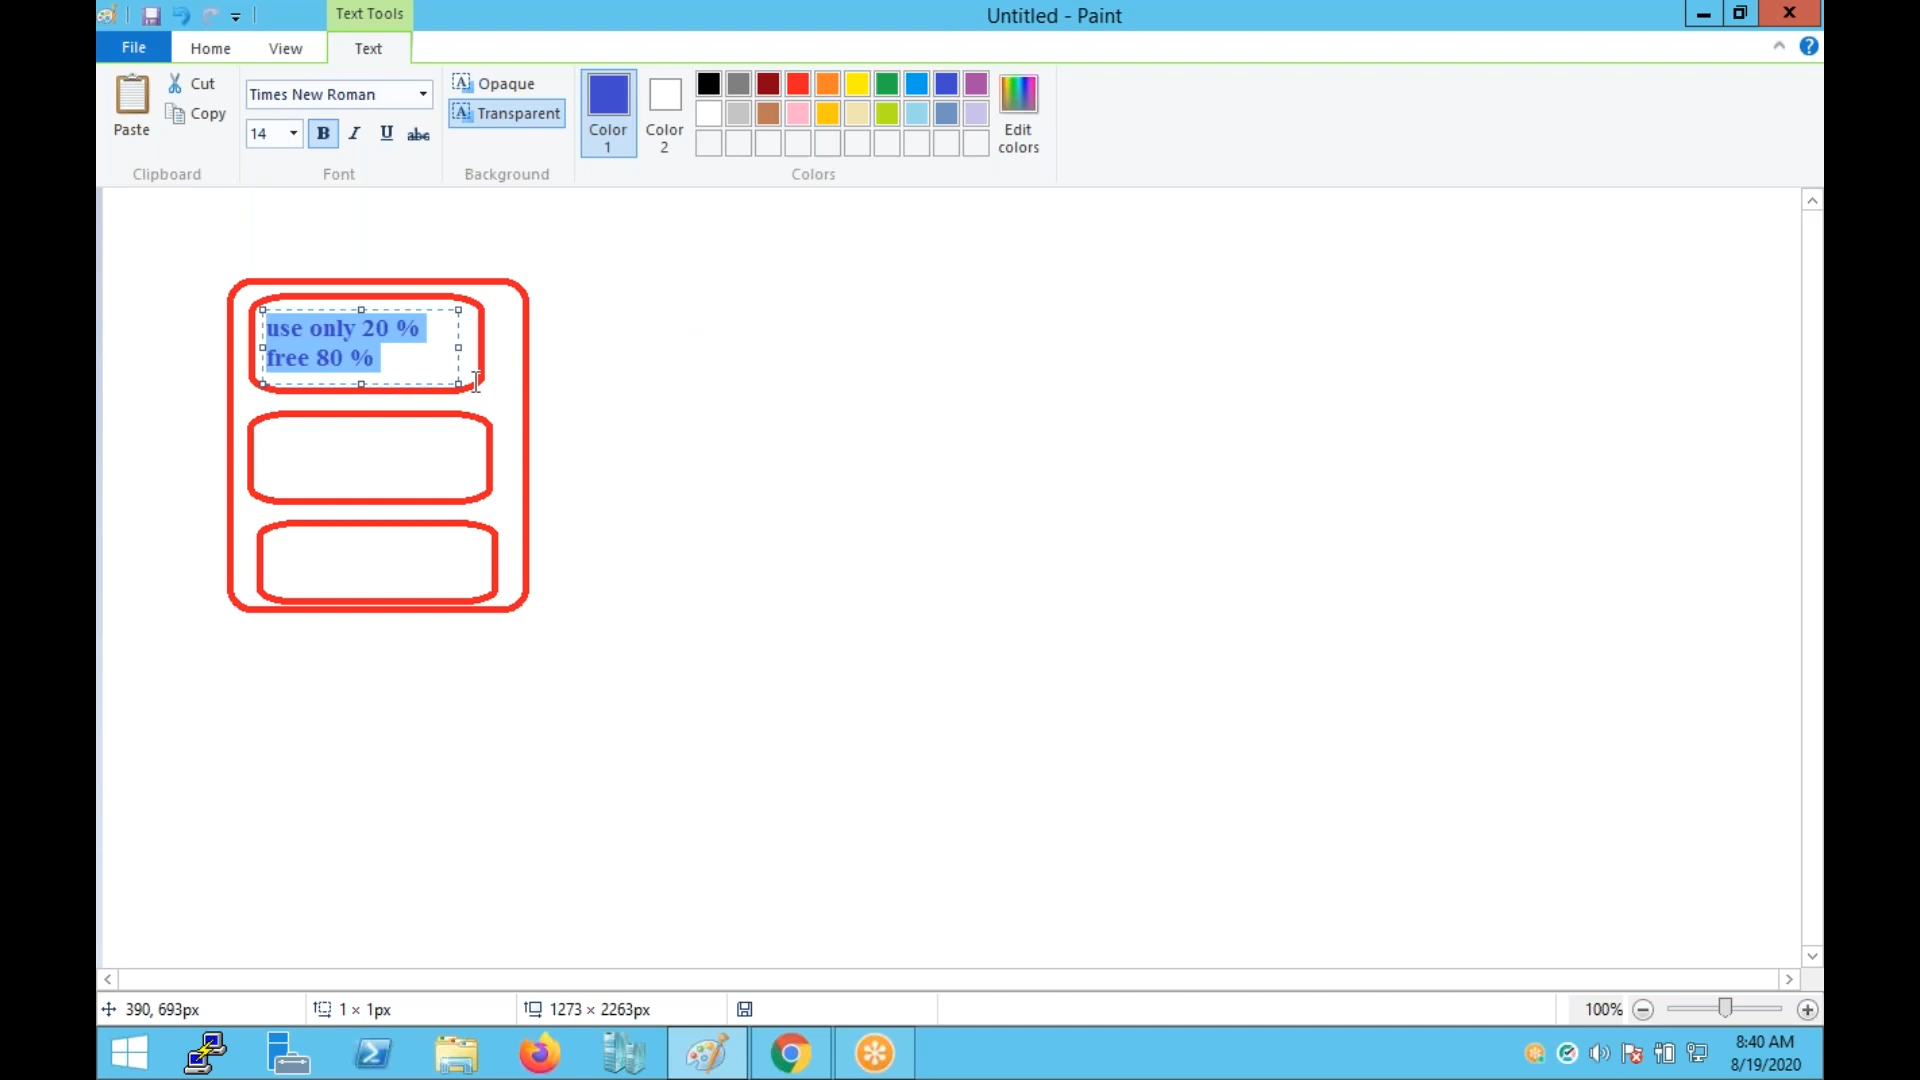 Text Tools
Untitled - Paint
File
Home
View
Text
Paste
Cut
Copy
Clipboard
Times New Roman
14
B I U abc
Font
Opaque
Transparent
Background
Color 1
Color 2
Edit colors
Colors
use only 20 %
free 80 %
390, 693px
1 × 1px
1273 × 2263px
100%
8:40 AM
8/19/2020